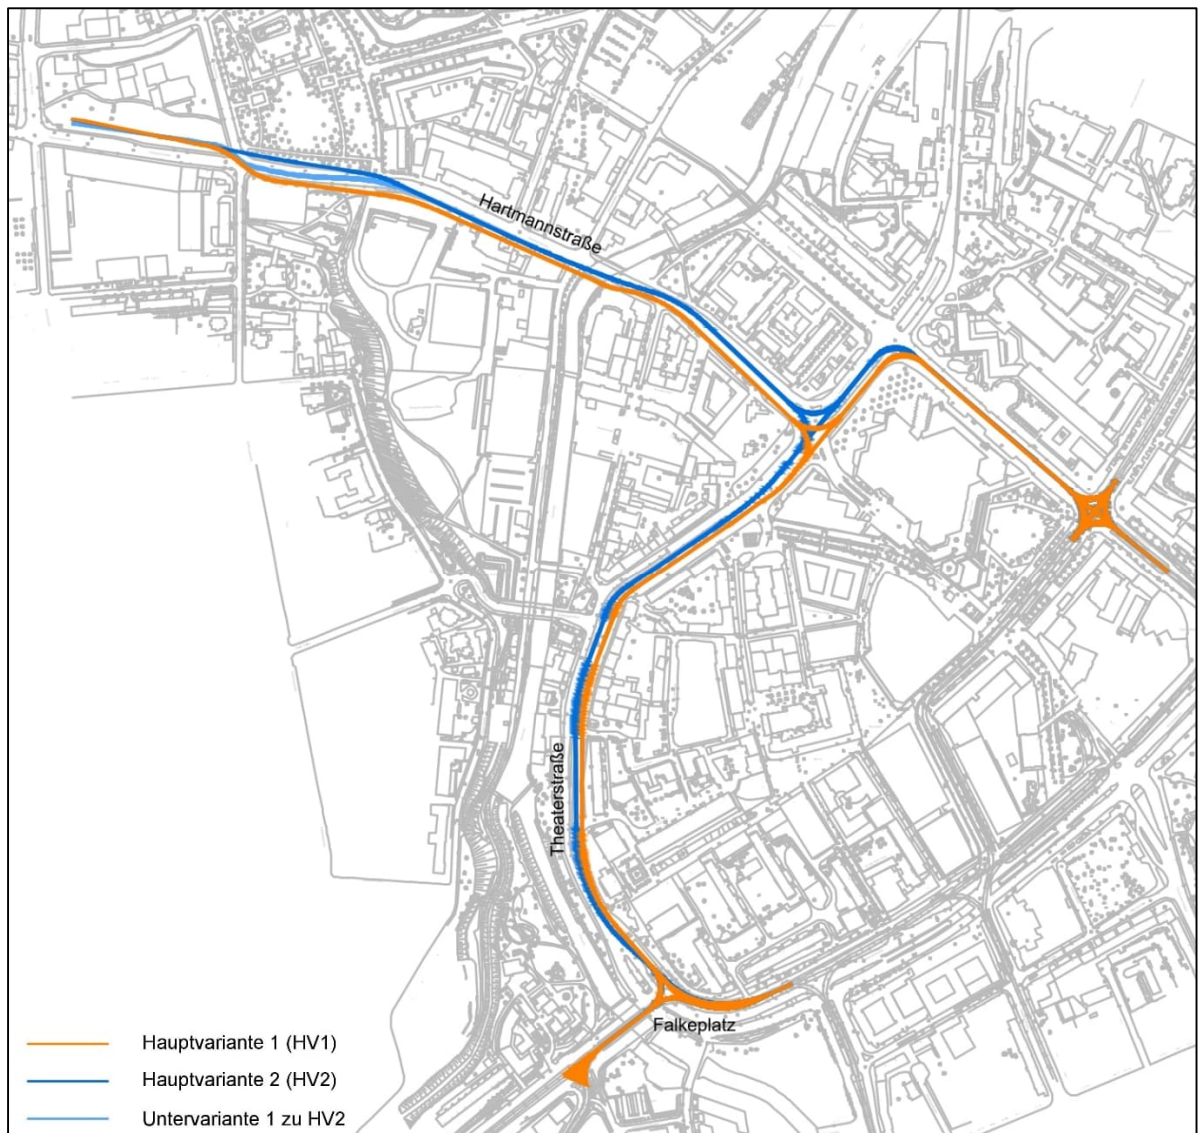 Hartmannstraße
Theaterstraße
Falkeplatz
Hauptvariante 1 (HV1)
Hauptvariante 2 (HV2)
Untervariante 1 zu HV2